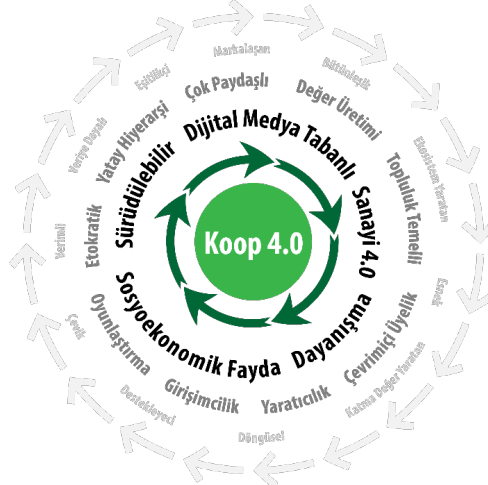 Koop 4.0
Dijital Medya Tabanlı
Sanayi 4.0
Dayanışma
Sosyoekonomik Fayda
Sürüdülebilir
Çok Paydaşlı
Değer Üretimi
Topluluk Temelli
Çevrimiçi Üyelik
Yaratıcılık
Girişimcilik
Oyunlaştırma
Etokratik
Yatay Hiyerarşi
Markalaşan
Bütünleşik
Ekosistem Yaratan
Esnek
Katma Değer Yaratan
Döngüsel
Destekleyeci
Çevik
Verimli
Veriye Dayalı
Eşitlikçi